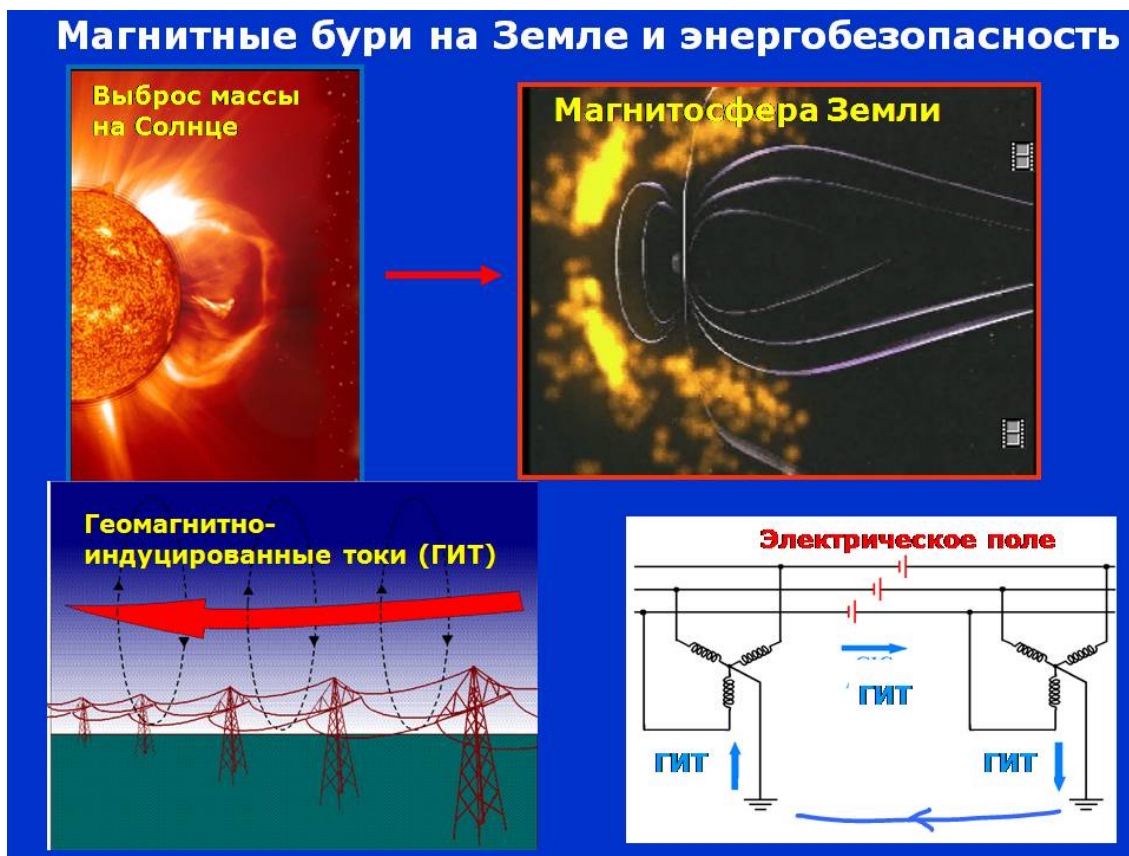 Магнитные бури на Земле и энергобезопасность
Выброс массы
на Солнце
Магнитосфера Земли
Геомагнитно-
индуцированные токи (ГИТ)
Электрическое поле
ГИТ
ГИТ
ГИТ